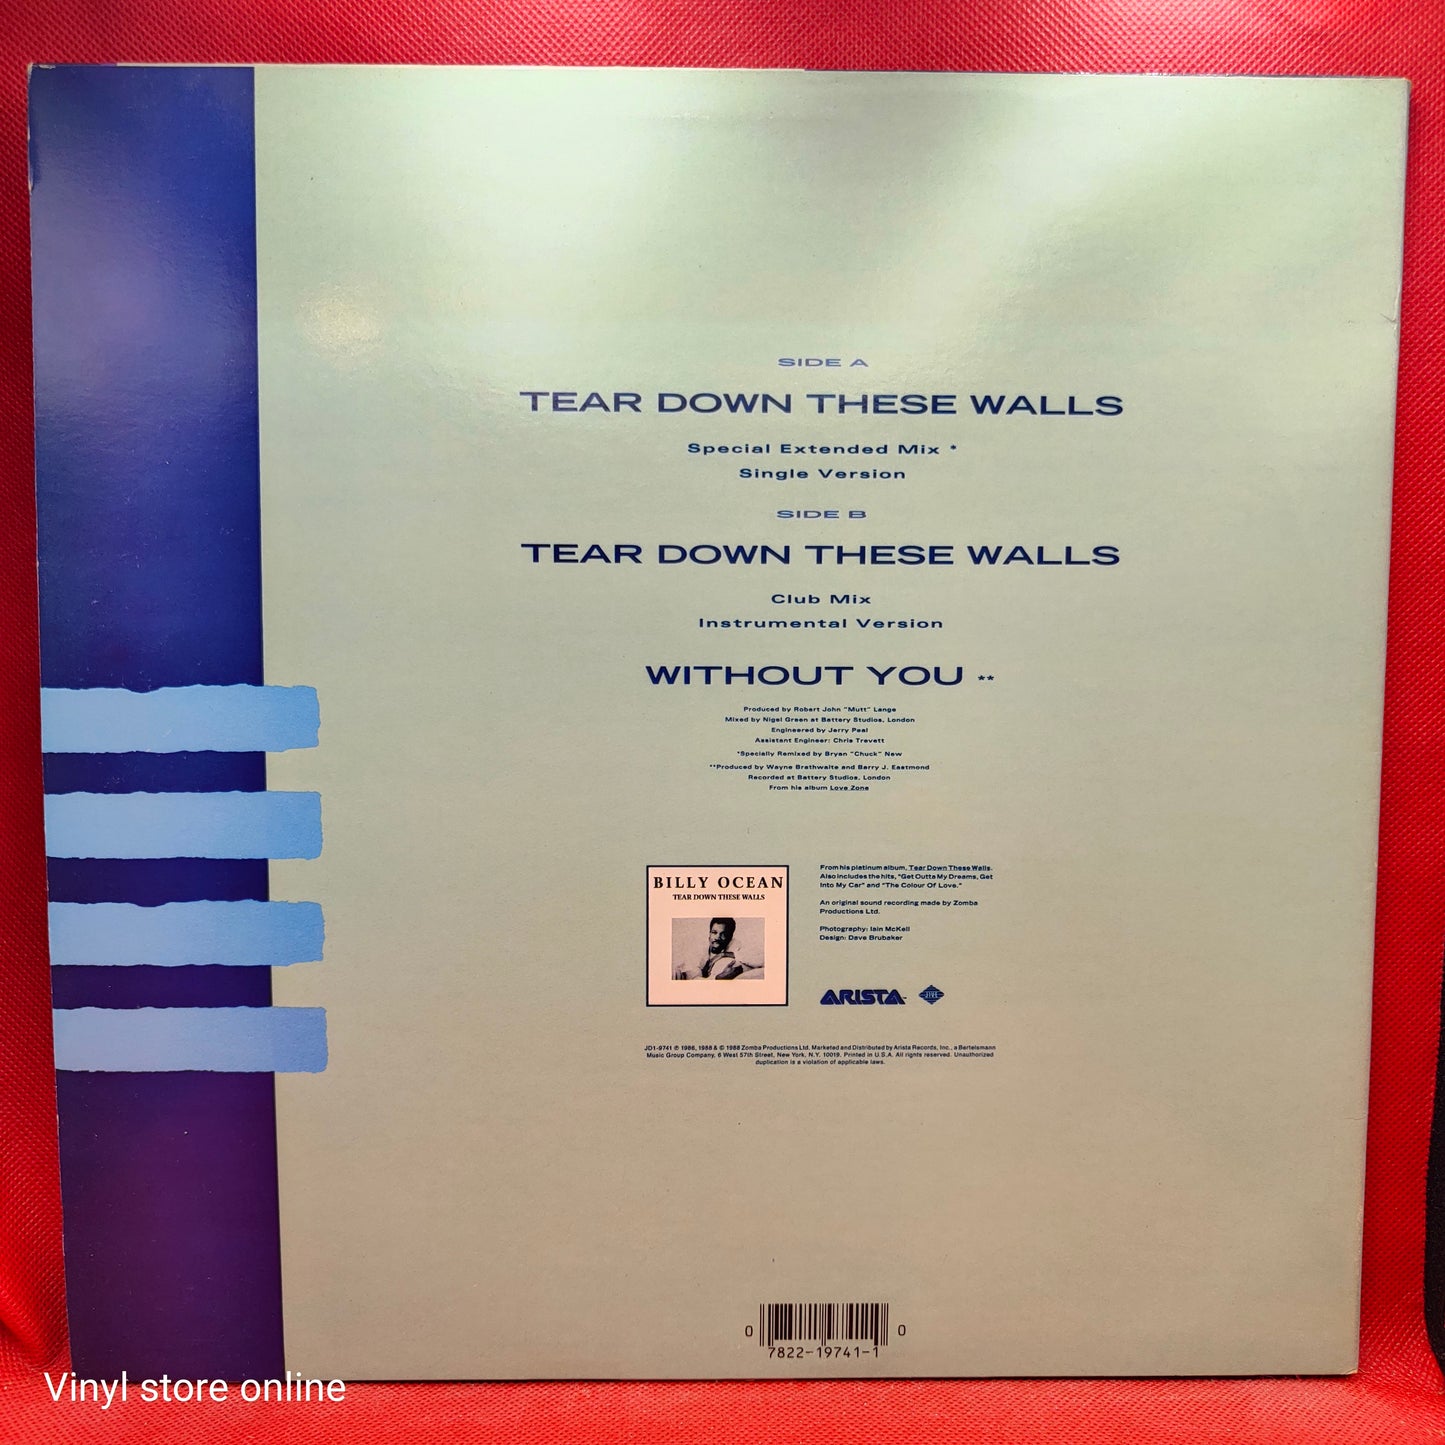 SIDE A
TEAR DOWN THESE WALLS
Special Extended Mix *
Single Version
SIDE B
TEAR DOWN THESE WALLS
Club Mix
Instrumental Version
WITHOUT YOU **
Produced by Robert John "Mutt" Lange
Mixed by Nigel Green at Battery Studios, London
Engineered by Jerry Peal
Assistant Engineer: Chris Trevett
*Specially Remixed by Bryan "Chuck" New
**Produced by Wayne Brathwaite and Barry J. Eastmond
Recorded at Battery Studios, London
From his album Love Zone
BILLY OCEAN
TEAR DOWN THESE WALLS
From his platinum album, Tear Down These Walls.
Also includes the hits, "Get Outta My Dreams, Get
Into My Car" and "The Colour Of Love."
An original sound recording made by Zomba
Productions Ltd.
Photography: Iain McKell
Design: Dave Brubaker
ARISTA
JIVE
JD1-9741 ℗ 1986, 1988 & © 1988 Zomba Productions Ltd. Marketed and Distributed by Arista Records, Inc., a Bertelsmann
Music Group Company, 6 West 57th Street, New York, N.Y. 10019. Printed in U.S.A. All rights reserved. Unauthorized
duplication is a violation of applicable laws.
0 7822-19741-1 0
Vinyl store online